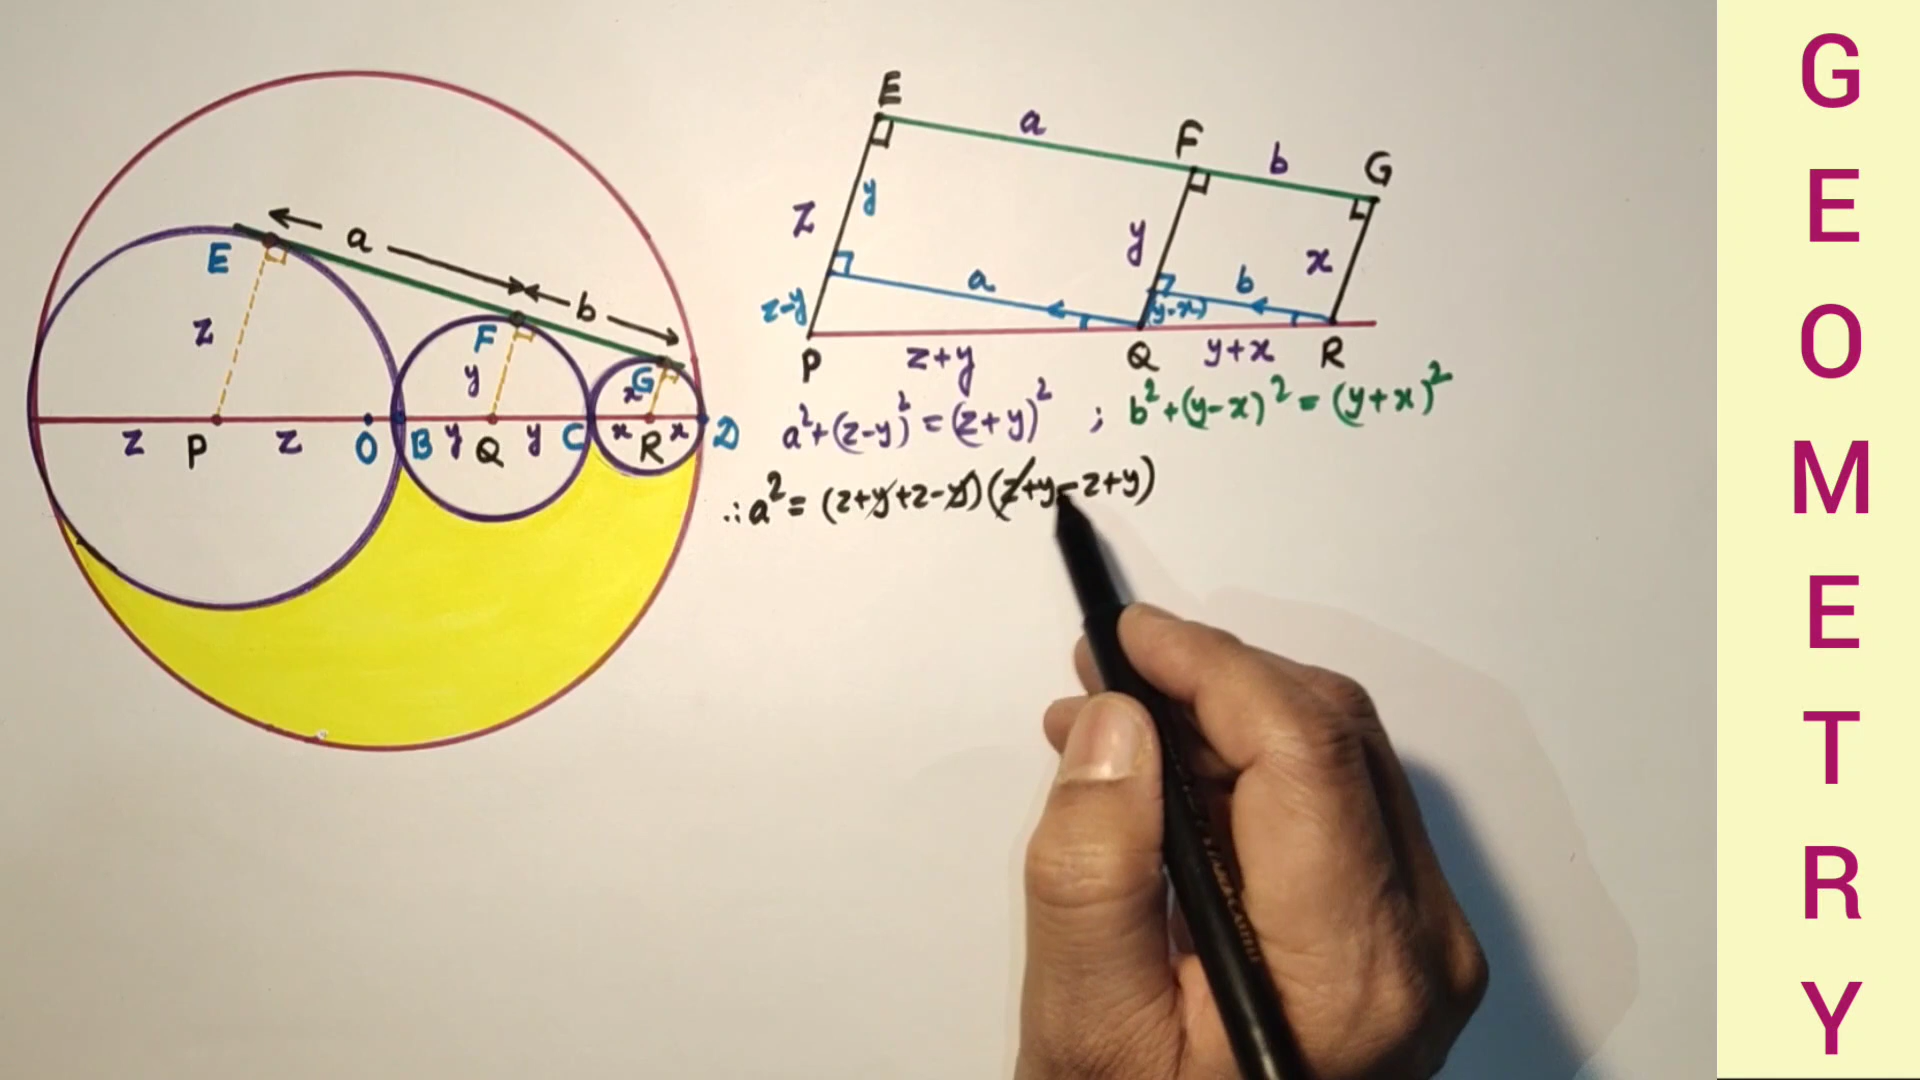 E
a
b
z
F
y
x
G
z P z O B y Q y C x R x D
E
a
F
b
G
z
y
y
x
a
b
z-y
(y-x)
P
z+y
Q
y+x
R
a²+(z-y)²=(z+y)² ; b²+(y-x)²=(y+x)²
∴a²=(z+y+z-y)(z+y-z+y)
G
E
O
M
E
T
R
Y